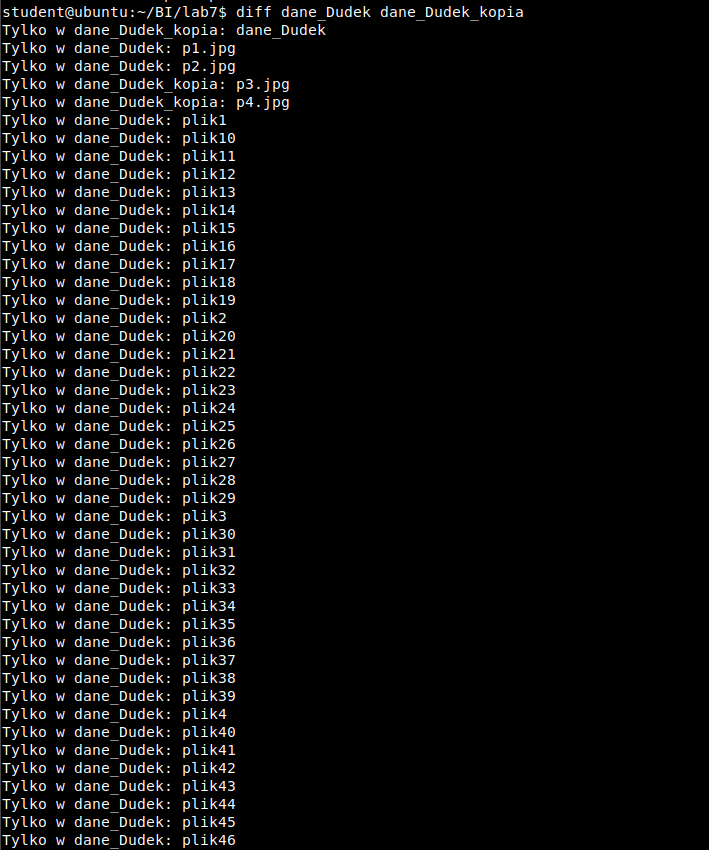 student@ubuntu:~/BI/lab7$ diff dane_Dudek dane_Dudek_kopia
Tylko w dane_Dudek_kopia: dane_Dudek
Tylko w dane_Dudek: p1.jpg
Tylko w dane_Dudek: p2.jpg
Tylko w dane_Dudek_kopia: p3.jpg
Tylko w dane_Dudek_kopia: p4.jpg
Tylko w dane_Dudek: plik1
Tylko w dane_Dudek: plik10
Tylko w dane_Dudek: plik11
Tylko w dane_Dudek: plik12
Tylko w dane_Dudek: plik13
Tylko w dane_Dudek: plik14
Tylko w dane_Dudek: plik15
Tylko w dane_Dudek: plik16
Tylko w dane_Dudek: plik17
Tylko w dane_Dudek: plik18
Tylko w dane_Dudek: plik19
Tylko w dane_Dudek: plik2
Tylko w dane_Dudek: plik20
Tylko w dane_Dudek: plik21
Tylko w dane_Dudek: plik22
Tylko w dane_Dudek: plik23
Tylko w dane_Dudek: plik24
Tylko w dane_Dudek: plik25
Tylko w dane_Dudek: plik26
Tylko w dane_Dudek: plik27
Tylko w dane_Dudek: plik28
Tylko w dane_Dudek: plik29
Tylko w dane_Dudek: plik3
Tylko w dane_Dudek: plik30
Tylko w dane_Dudek: plik31
Tylko w dane_Dudek: plik32
Tylko w dane_Dudek: plik33
Tylko w dane_Dudek: plik34
Tylko w dane_Dudek: plik35
Tylko w dane_Dudek: plik36
Tylko w dane_Dudek: plik37
Tylko w dane_Dudek: plik38
Tylko w dane_Dudek: plik39
Tylko w dane_Dudek: plik4
Tylko w dane_Dudek: plik40
Tylko w dane_Dudek: plik41
Tylko w dane_Dudek: plik42
Tylko w dane_Dudek: plik43
Tylko w dane_Dudek: plik44
Tylko w dane_Dudek: plik45
Tylko w dane_Dudek: plik46